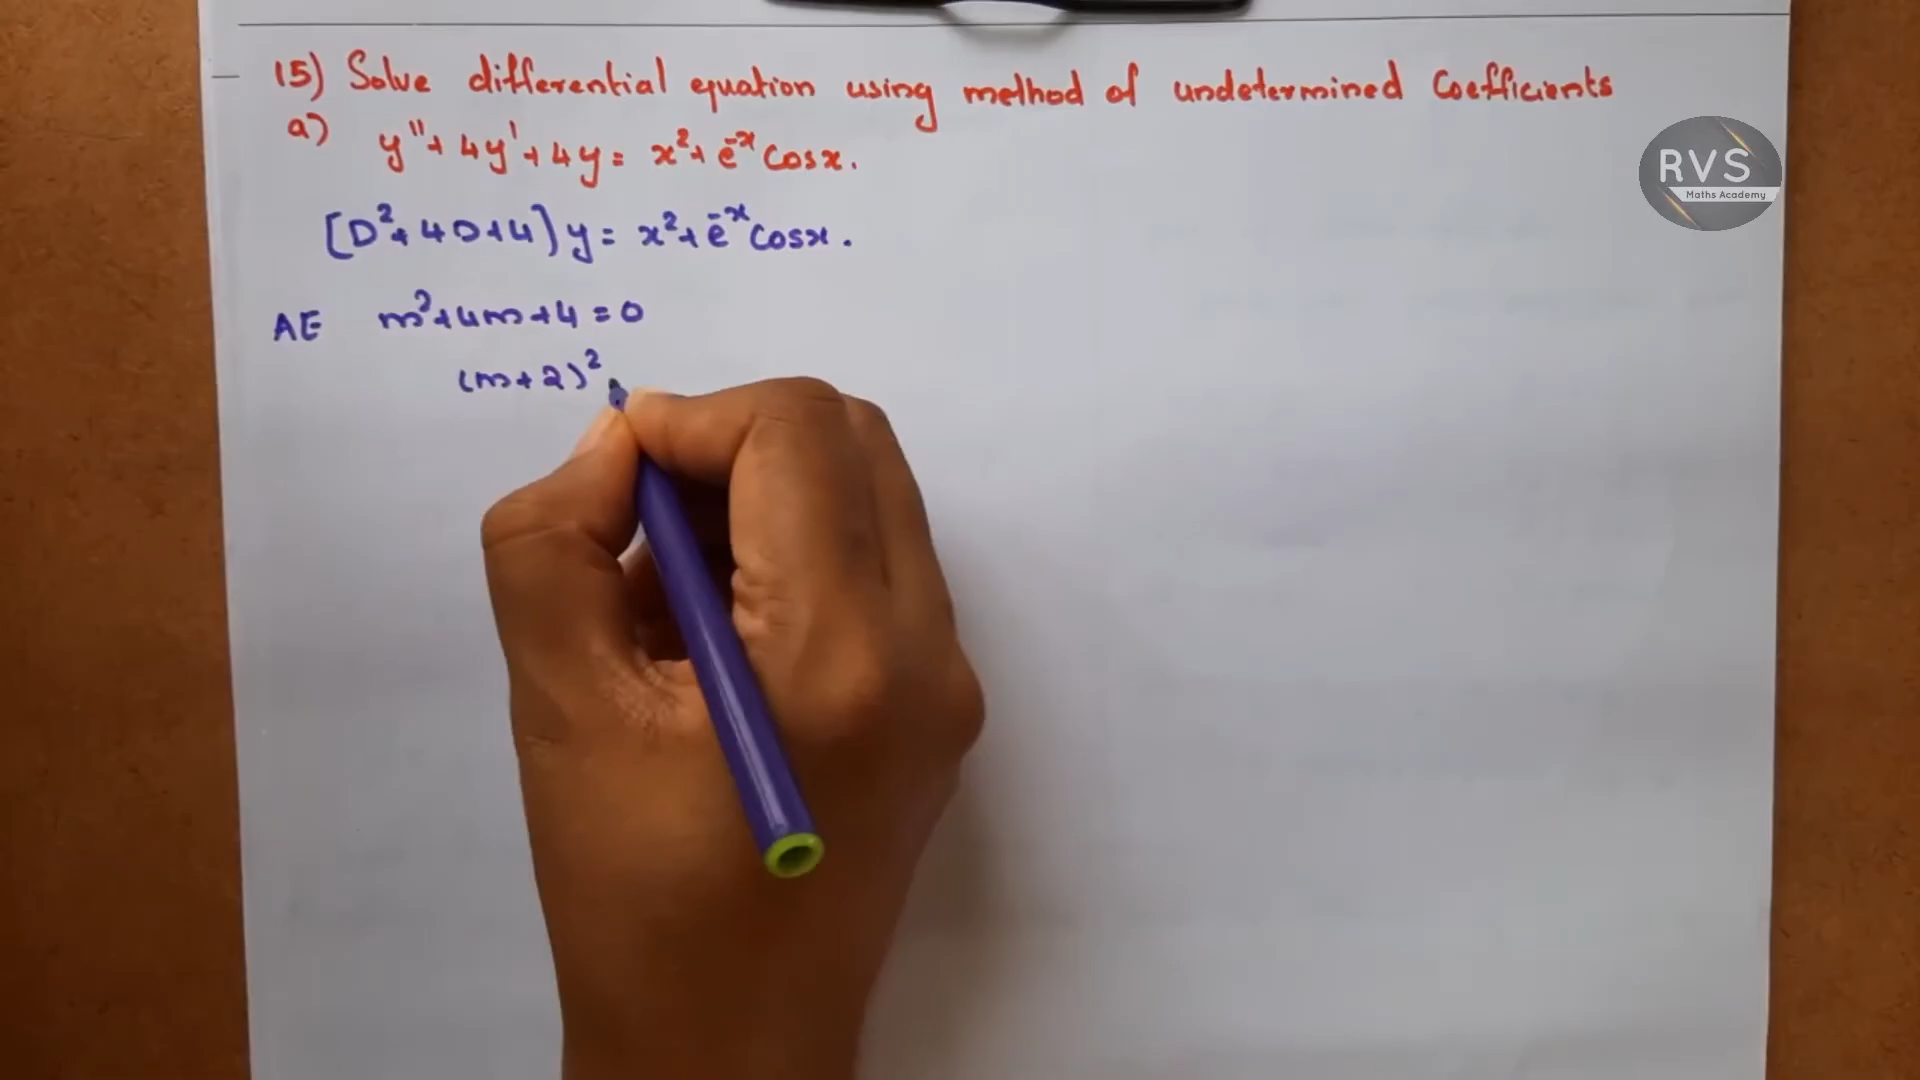 15) Solve differential equation using method of undetermined Coefficients
a) y'' + 4y' + 4y = x² + e⁻ˣ Cosx.
[D² + 4D + 4] y = x² + e⁻ˣ Cosx.
AE m² + 4m + 4 = 0
(m + 2)²
RVS
Maths Academy